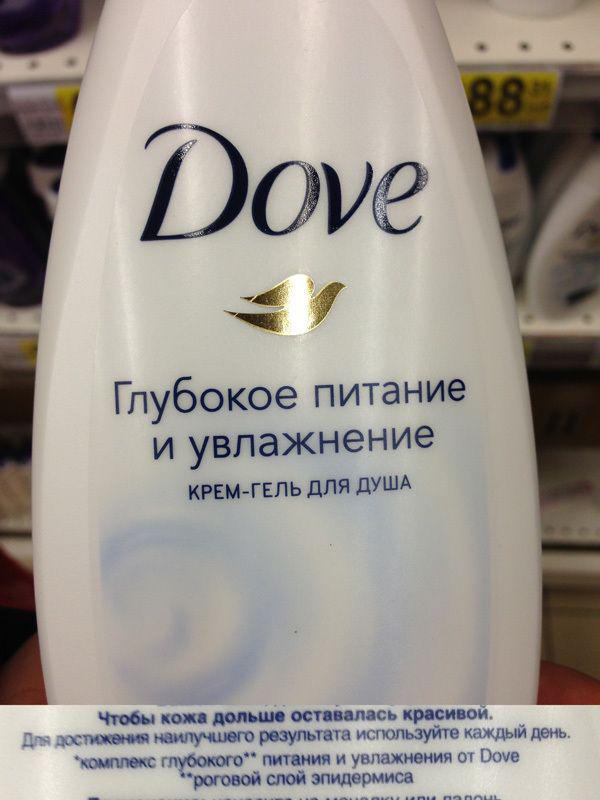 88
Dove
Глубокое питание
и увлажнение
КРЕМ-ГЕЛЬ ДЛЯ ДУША
Чтобы кожа дольше оставалась красивой.
Для достижения наилучшего результата используйте каждый день.
*комплекс глубокого** питания и увлажнения от Dove
**роговой слой эпидермиса